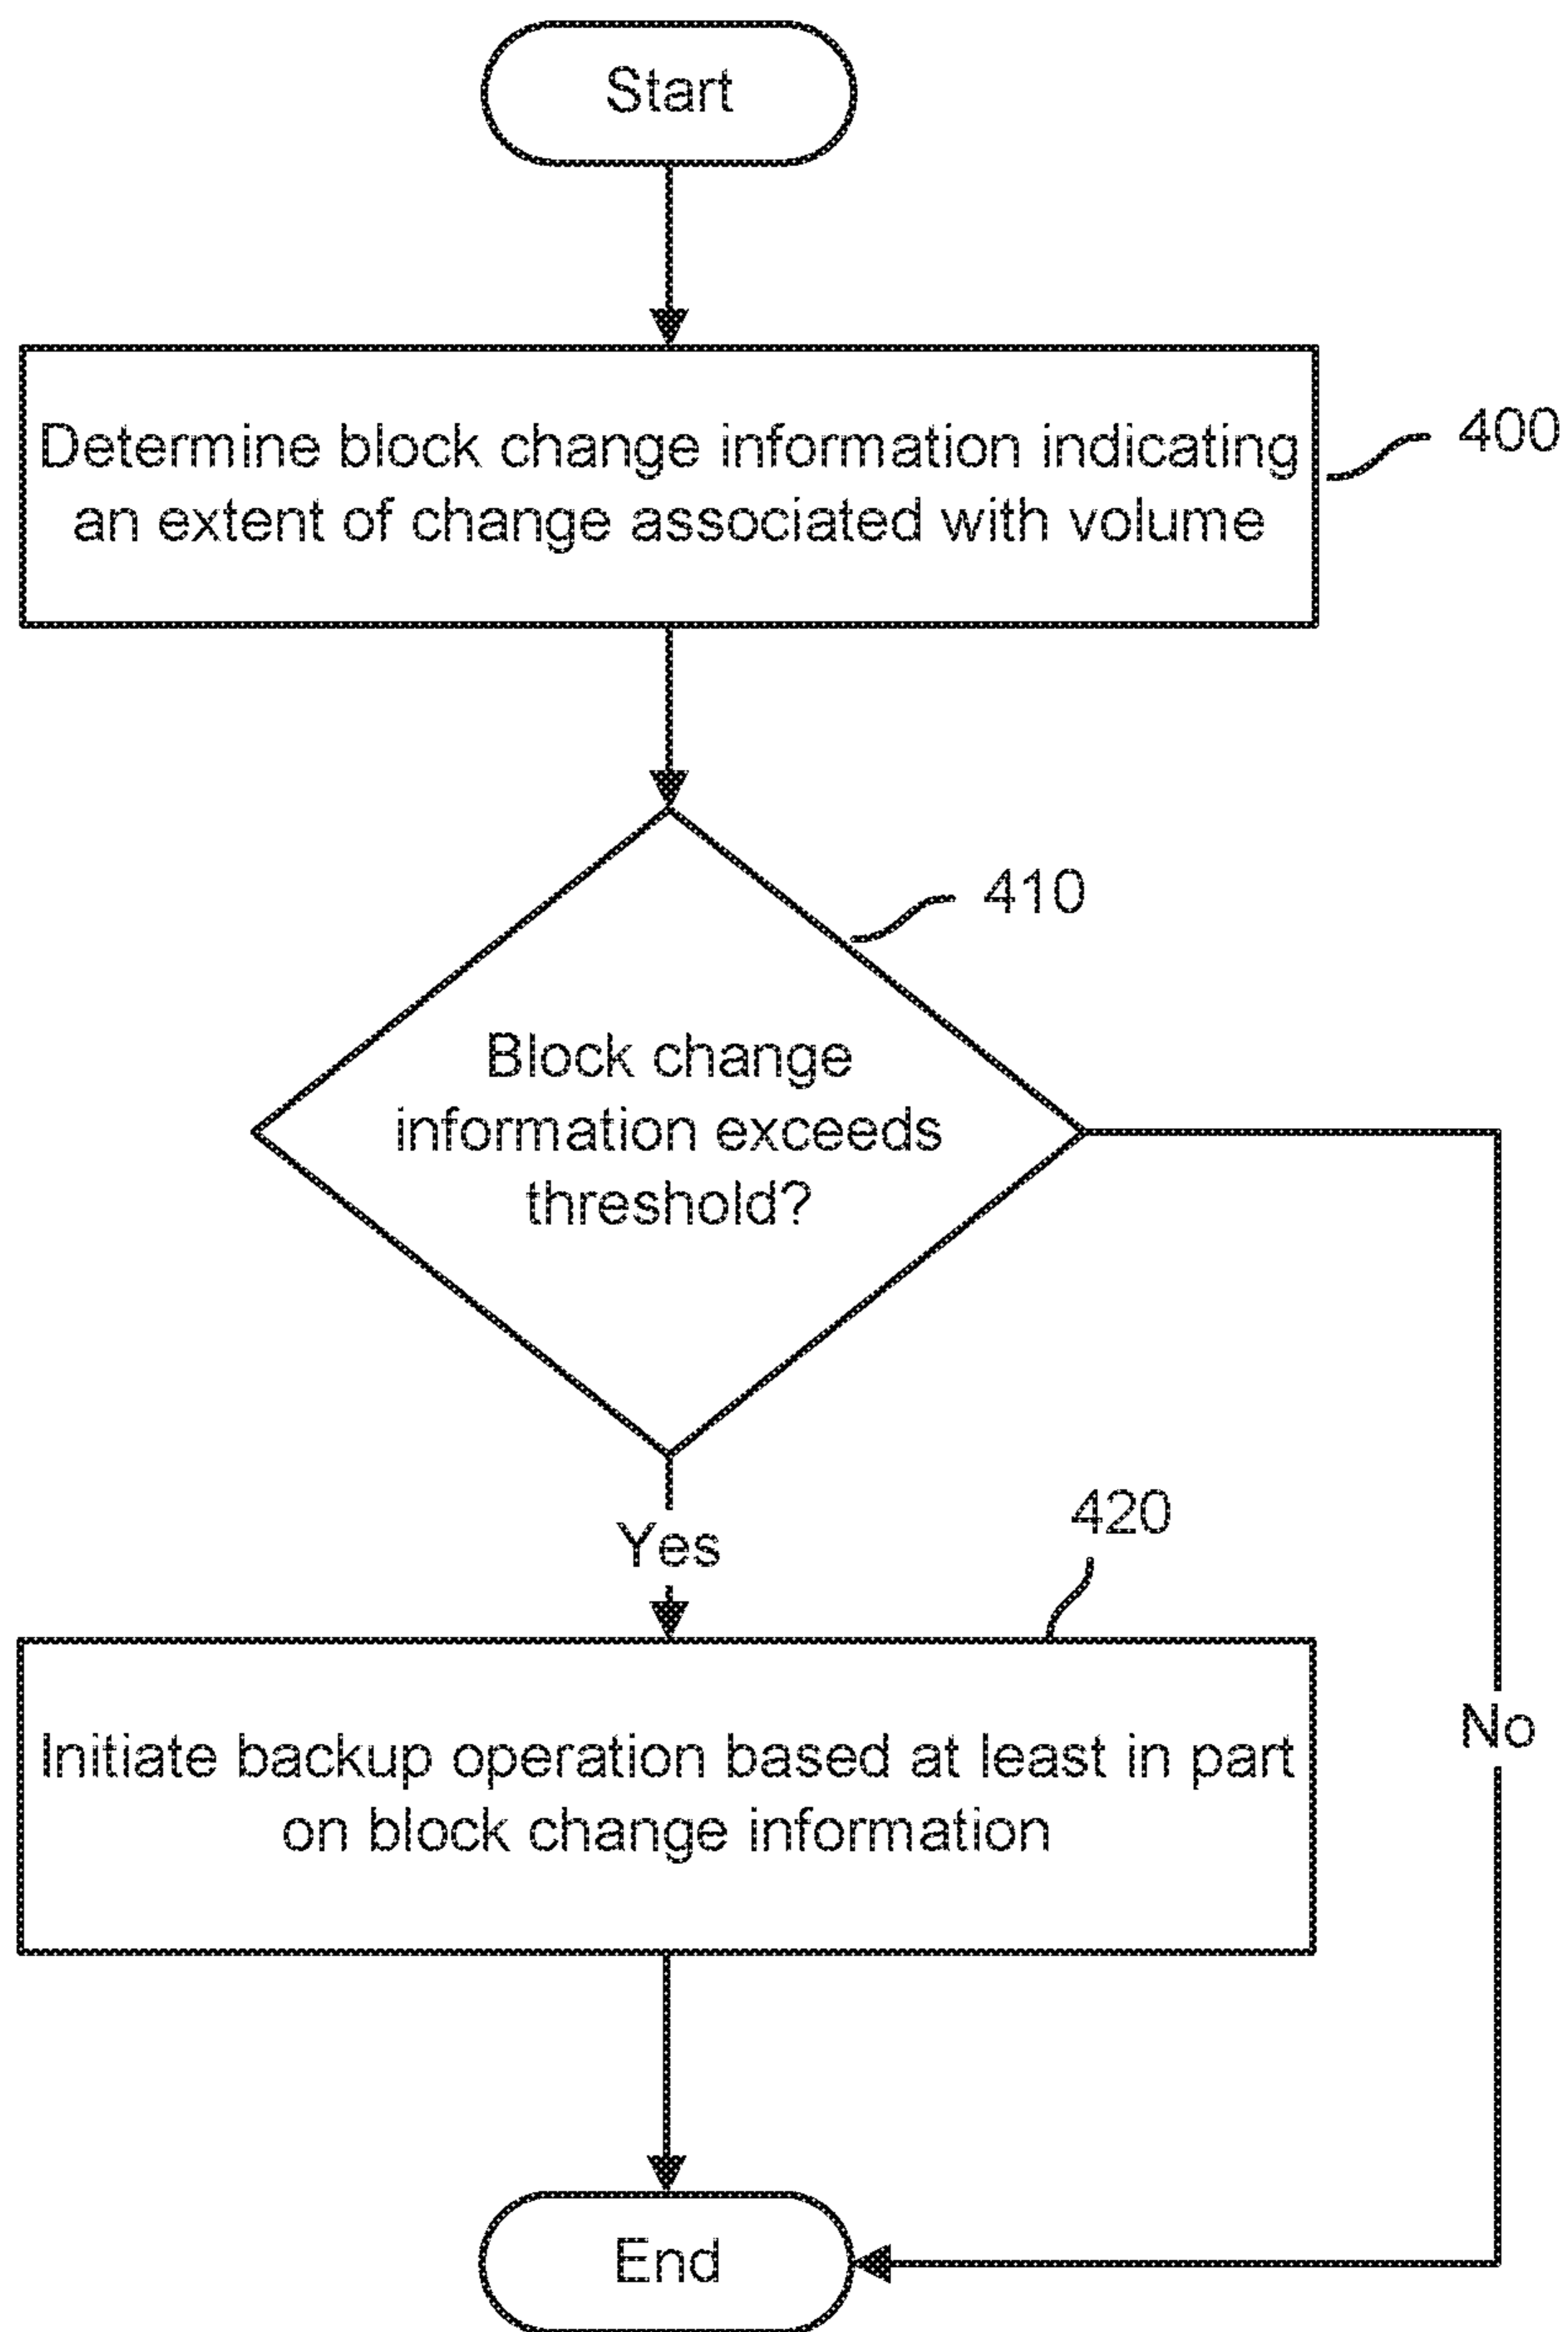 Start
Determine block change information indicating
an extent of change associated with volume
400
410
Block change
information exceeds
threshold?
Yes
420
Initiate backup operation based at least in part
on block change information
No
End